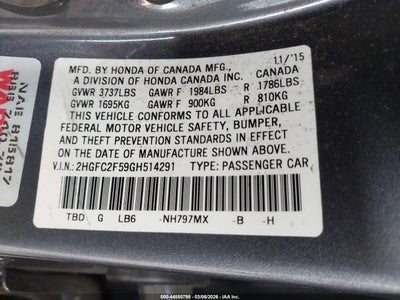 MFD. BY HONDA OF CANADA MFG., CANADA 11/'15
A DIVISION OF HONDA CANADA INC.
GVWR 3737LBS GAWR F 1984LBS R 1786LBS
GVWR 1695KG GAWR F 900KG R 810KG
THIS VEHICLE CONFORMS TO ALL APPLICABLE
FEDERAL MOTOR VEHICLE SAFETY, BUMPER,
AND THEFT PREVENTION STANDARDS IN EFFECT ON THE
DATE OF MANUFACTURE SHOWN ABOVE.
V.I.N.: 2HGFC2F59GH514291 TYPE: PASSENGER CAR
TBD G LB6 -NH797MX -B -H
000-44550788 - 03/06/2026 - IAA Inc.